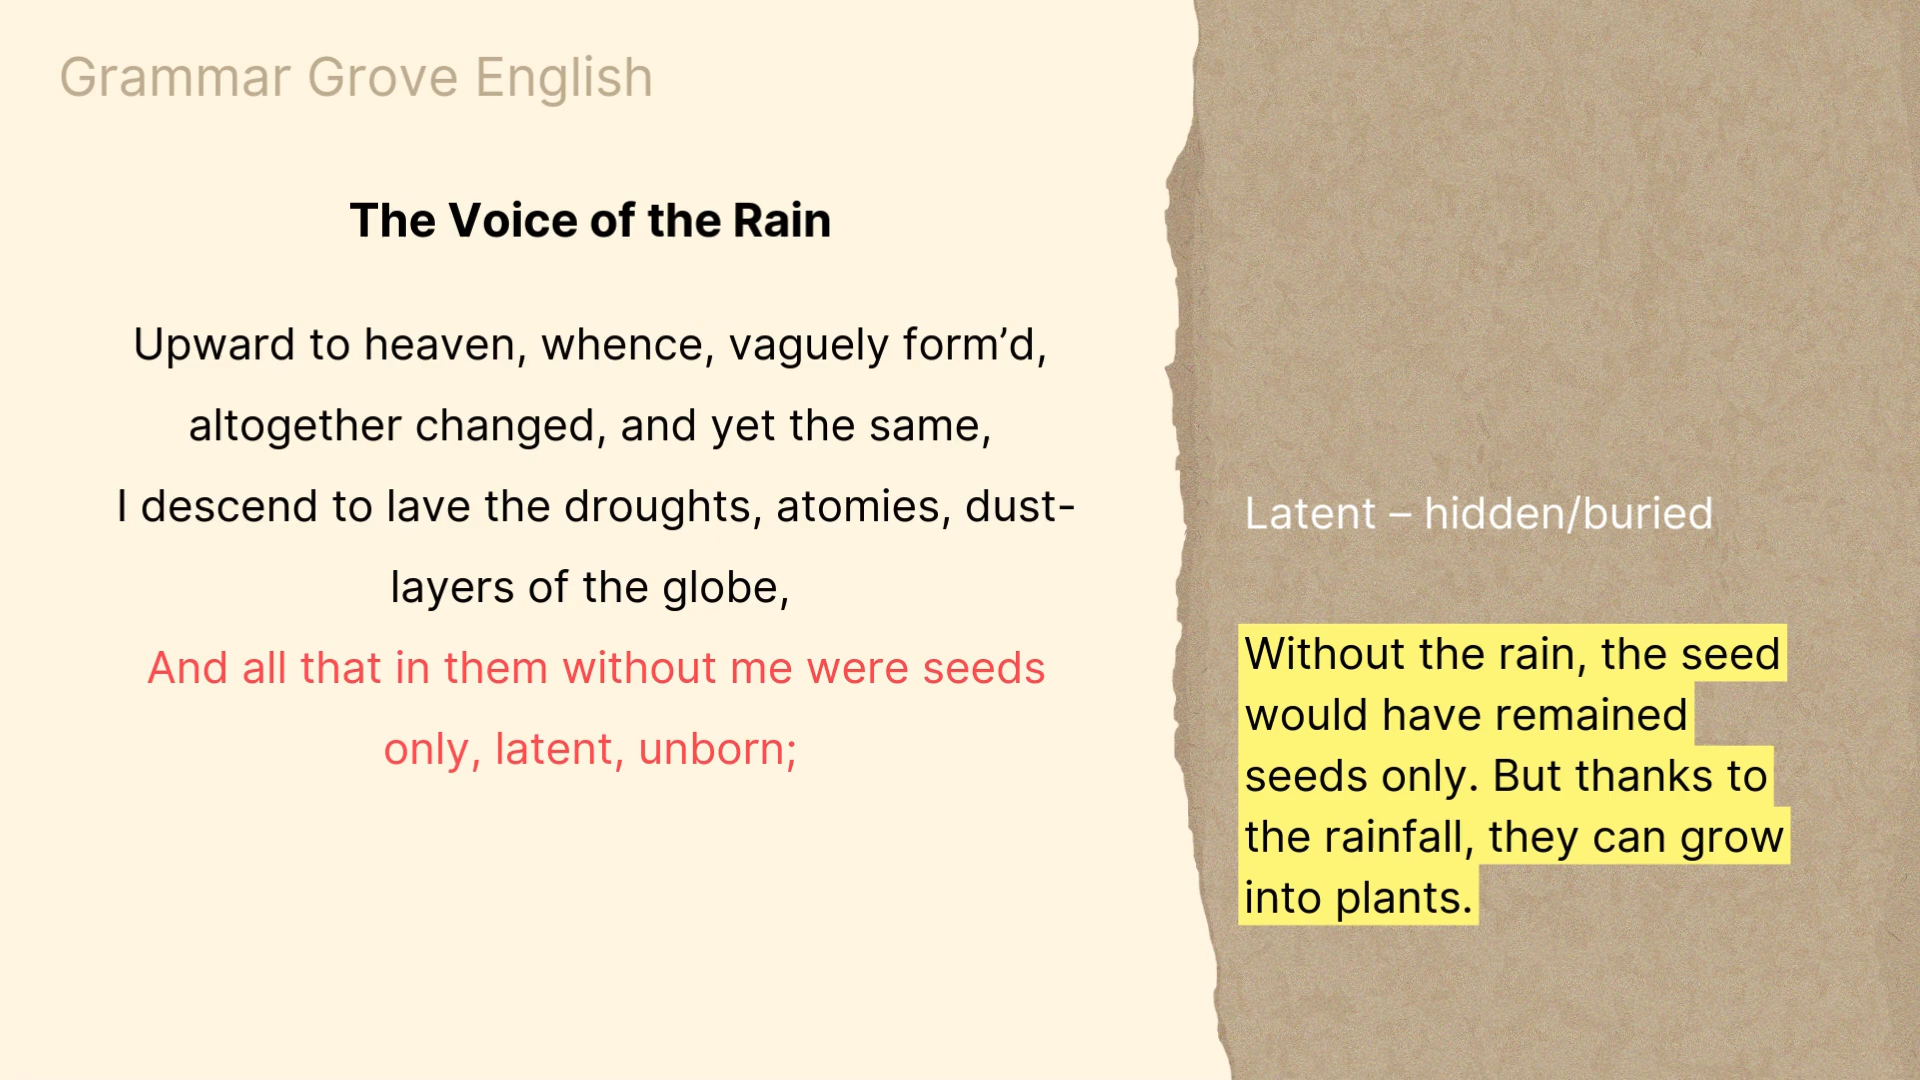 Grammar Grove English
The Voice of the Rain
Upward to heaven, whence, vaguely form’d,
altogether changed, and yet the same,
I descend to lave the droughts, atomies, dust-
layers of the globe,
And all that in them without me were seeds
only, latent, unborn;
Latent – hidden/buried
Without the rain, the seed
would have remained
seeds only. But thanks to
the rainfall, they can grow
into plants.